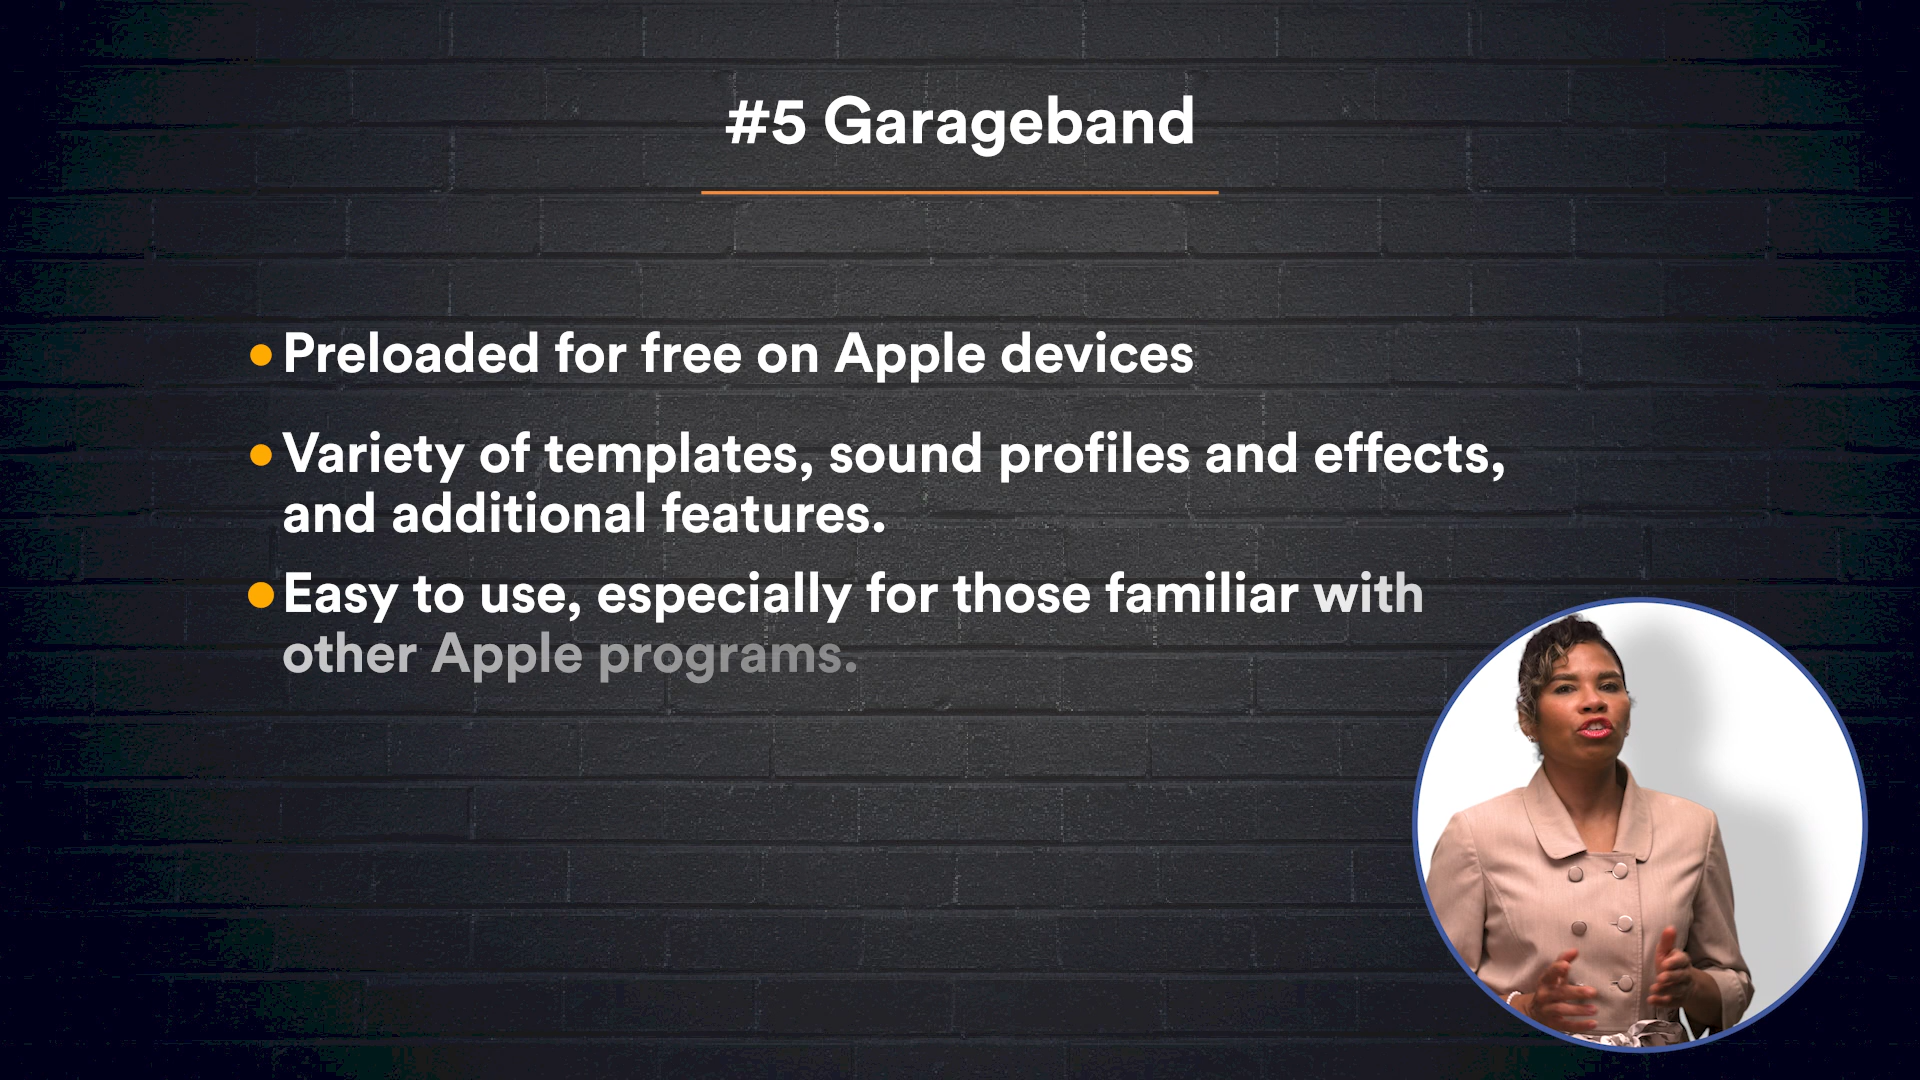 #5 Garageband
• Preloaded for free on Apple devices
• Variety of templates, sound profiles and effects,
and additional features.
• Easy to use, especially for those familiar with
other Apple programs.